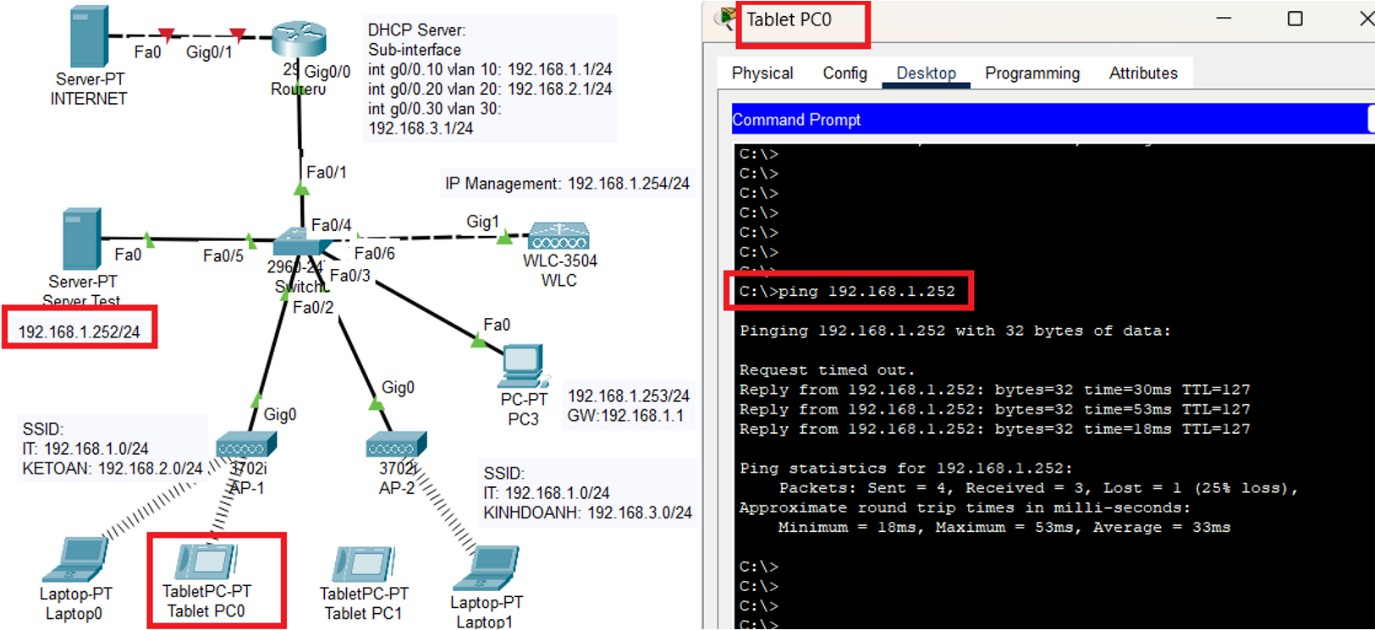 Fa0
Gig0/1
Server-PT
INTERNET
Gig0/0
DHCP Server:
Sub-interface
int g0/0.10 vlan 10: 192.168.1.1/24
int g0/0.20 vlan 20: 192.168.2.1/24
int g0/0.30 vlan 30:
192.168.3.1/24
Fa0/1
IP Management: 192.168.1.254/24
Fa0
Fa0/5
Fa0/4
Fa0/6
Gig1
Server-PT
Server Test
192.168.1.252/24
Fa0/3
Fa0/2
WLC-3504
WLC
Fa0
PC-PT
PC3
192.168.1.253/24
GW:192.168.1.1
Gig0
Gig0
SSID:
IT: 192.168.1.0/24
KETOAN: 192.168.2.0/24
3702i
AP-1
3702i
AP-2
SSID:
IT: 192.168.1.0/24
KINHDOANH: 192.168.3.0/24
Laptop-PT
Laptop0
TabletPC-PT
Tablet PC0
TabletPC-PT
Tablet PC1
Laptop-PT
Laptop1
Tablet PC0
Physical Config Desktop Programming Attributes
Command Prompt
C:\>
C:\>
C:\>
C:\>
C:\>
C:\>
C:\>
C:\>ping 192.168.1.252
Pinging 192.168.1.252 with 32 bytes of data:
Request timed out.
Reply from 192.168.1.252: bytes=32 time=30ms TTL=127
Reply from 192.168.1.252: bytes=32 time=53ms TTL=127
Reply from 192.168.1.252: bytes=32 time=18ms TTL=127
Ping statistics for 192.168.1.252:
Packets: Sent = 4, Received = 3, Lost = 1 (25% loss),
Approximate round trip times in milli-seconds:
Minimum = 18ms, Maximum = 53ms, Average = 33ms
C:\>
C:\>
C:\>
C:\>